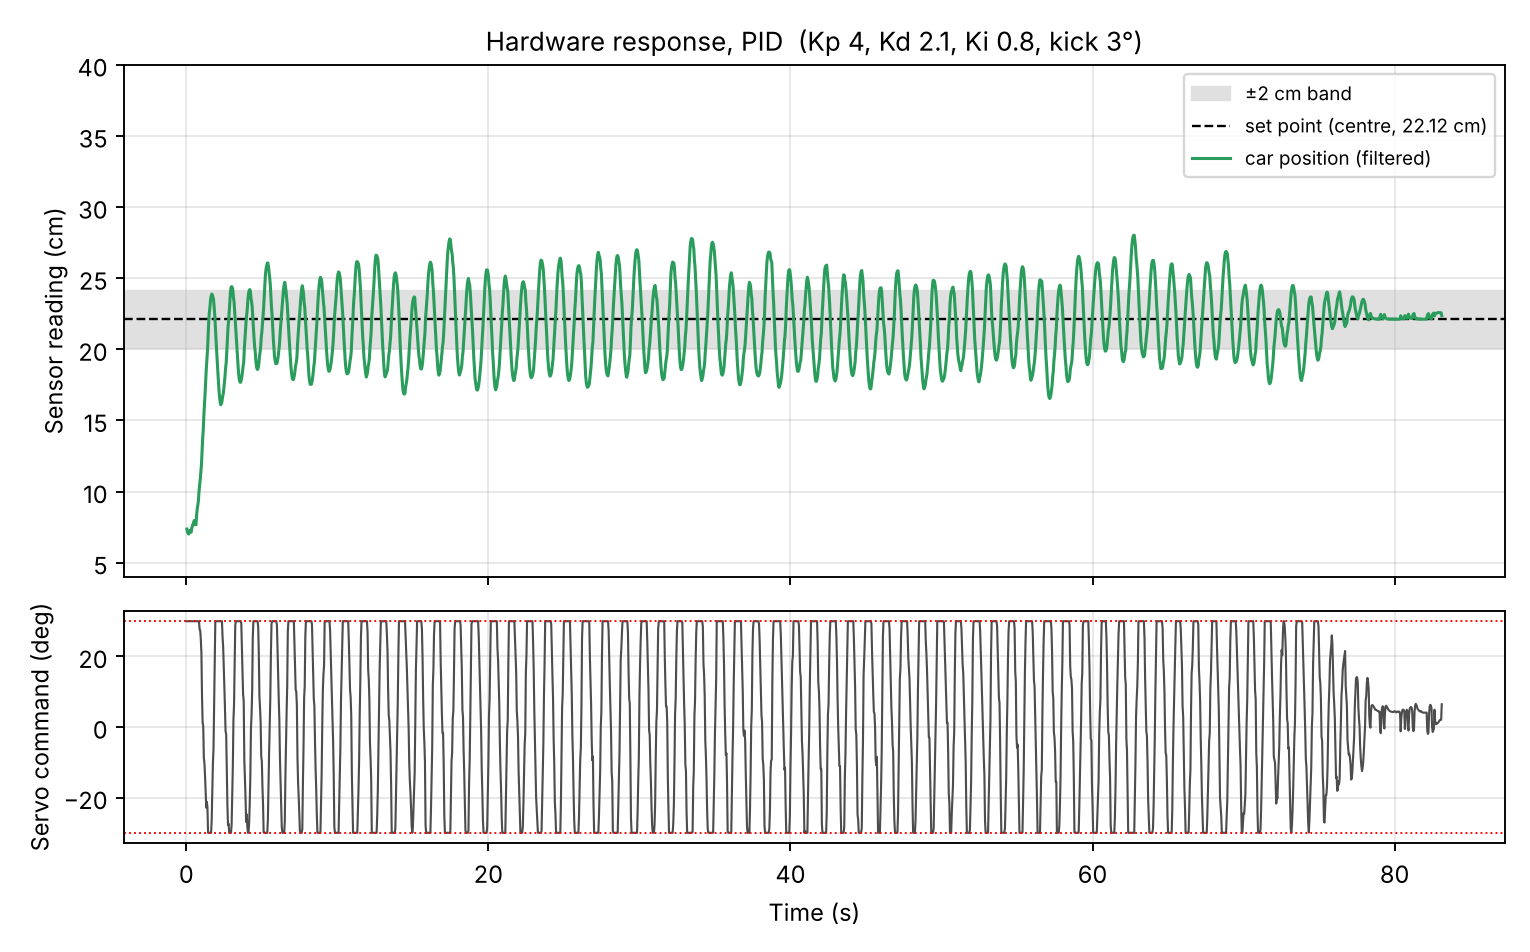 Hardware response, PID (Kp 4, Kd 2.1, Ki 0.8, kick 3°)
40
35
30
25
20
15
10
5
Sensor reading (cm)
±2 cm band
set point (centre, 22.12 cm)
car position (filtered)
20
0
−20
Servo command (deg)
0 20 40 60 80
Time (s)